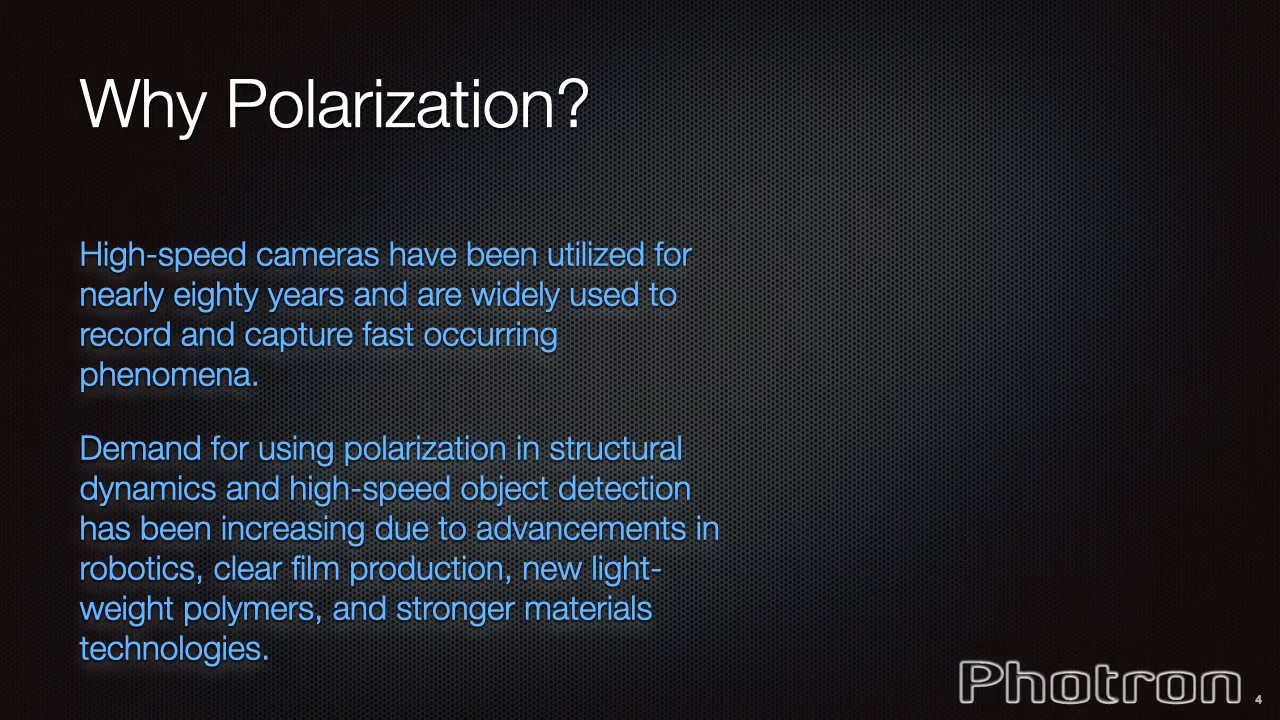 Why Polarization?
High-speed cameras have been utilized for
nearly eighty years and are widely used to
record and capture fast occurring
phenomena.
Demand for using polarization in structural
dynamics and high-speed object detection
has been increasing due to advancements in
robotics, clear film production, new light-
weight polymers, and stronger materials
technologies.
Photron
4